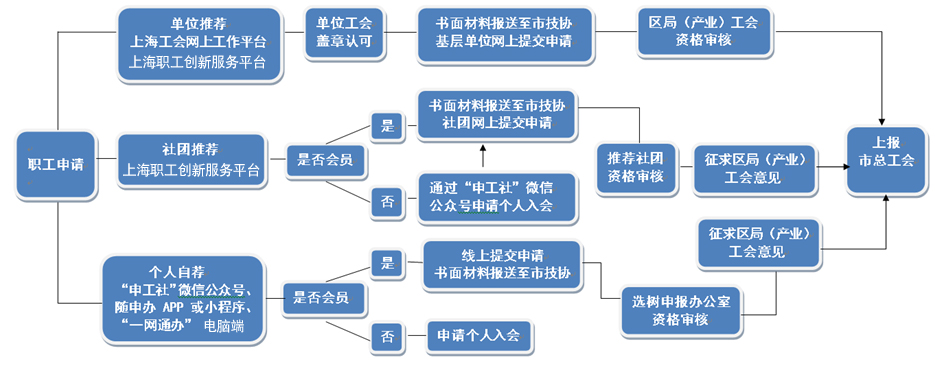 职工申请
单位推荐
上海工会网上工作平台
上海职工创新服务平台
单位工会
盖章认可
书面材料报送至市技协
基层单位网上提交申请
区局（产业）工会
资格审核
社团推荐
上海职工创新服务平台
是否会员
是
书面材料报送至市技协
社团网上提交申请
否
通过“申工社”微信
公众号申请个人入会
推荐社团
资格审核
征求区局（产业）
工会意见
上报
市总工会
个人自荐
“申工社”微信公众号、
随申办 APP 或小程序、
“一网通办” 电脑端
是否会员
是
线上提交申请
书面材料报送至市技协
否
申请个人入会
选树申报办公室
资格审核
征求区局（产业）
工会意见